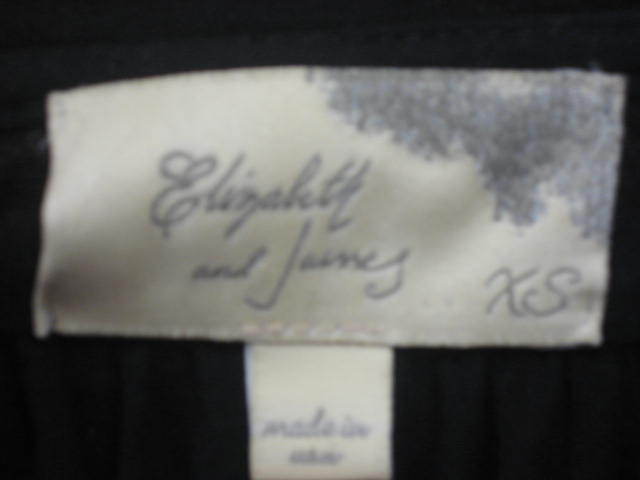 Elizabeth
and James
XS
made in
usa